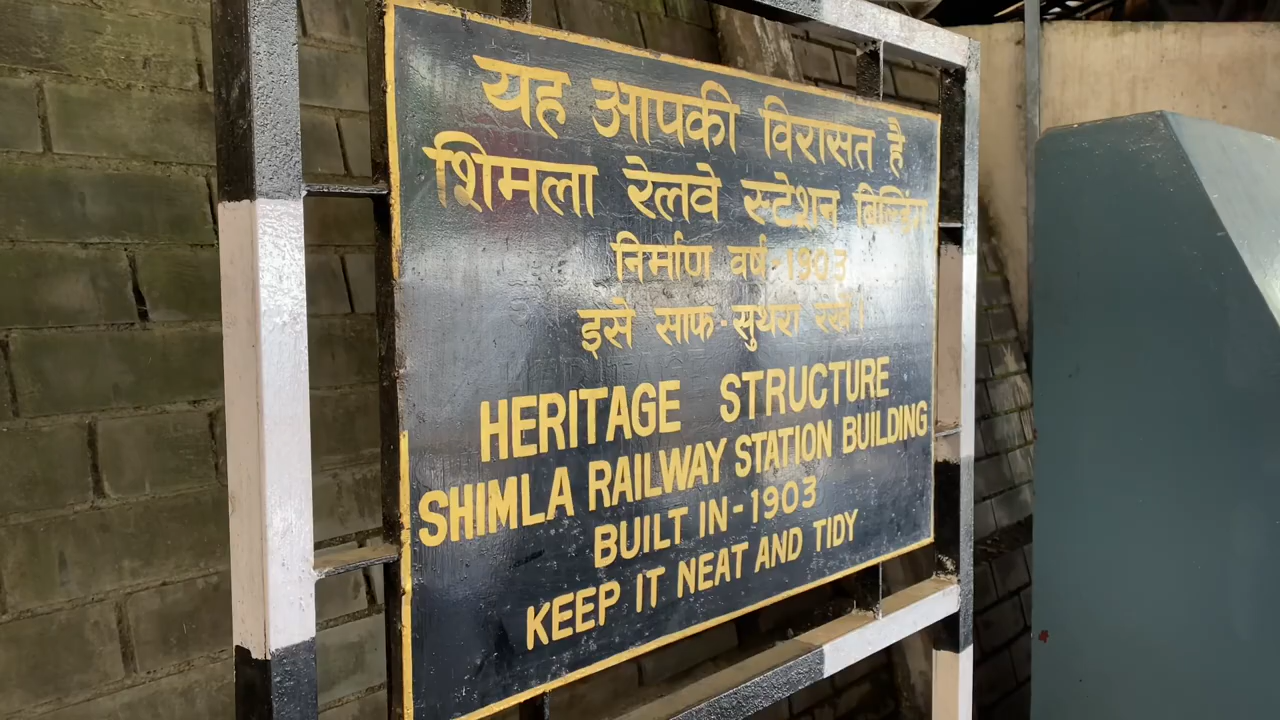 यह आपकी विरासत है
शिमला रेलवे स्टेशन बिल्डिंग
निर्माण वर्ष-1903
इसे साफ-सुथरा रखें।
HERITAGE STRUCTURE
SHIMLA RAILWAY STATION BUILDING
BUILT IN-1903
KEEP IT NEAT AND TIDY